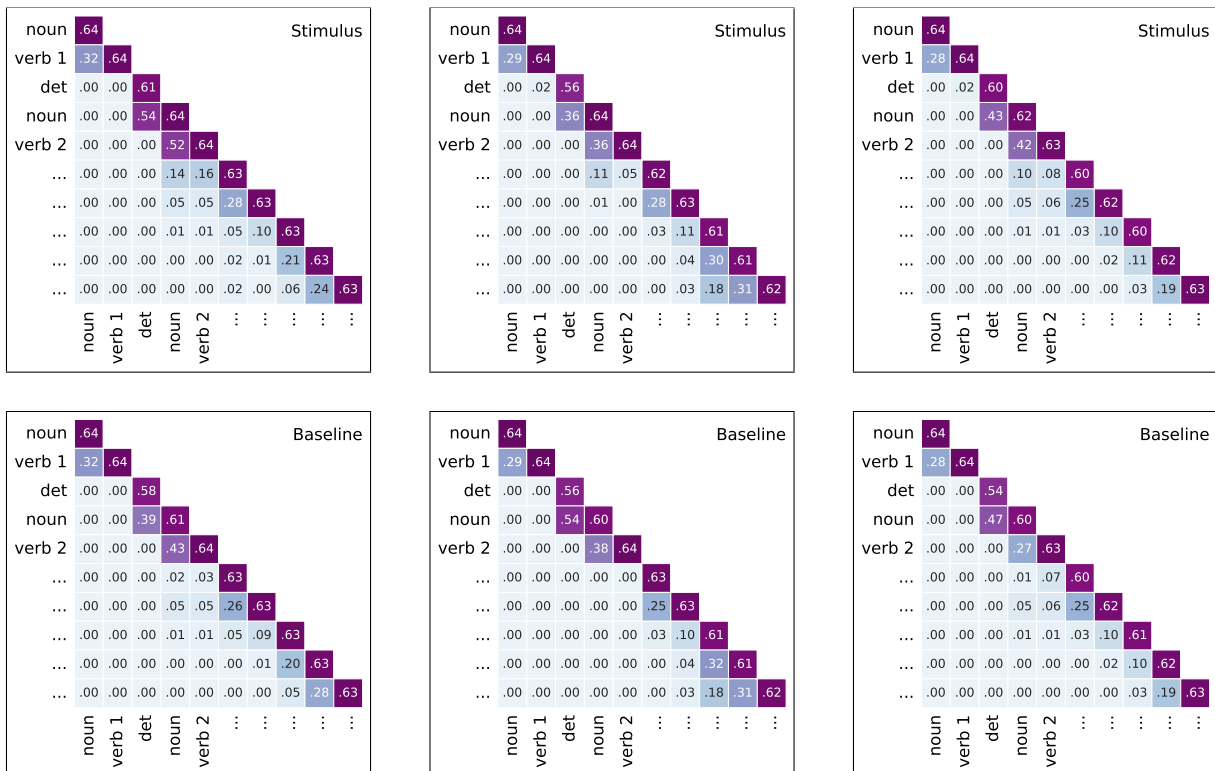 Stimulus
noun .64
verb 1 .32 .64
det .00 .00 .61
noun .00 .00 .54 .64
verb 2 .00 .00 .00 .52 .64
... .00 .00 .00 .14 .16 .63
... .00 .00 .00 .05 .05 .28 .63
... .00 .00 .00 .01 .01 .05 .10 .63
... .00 .00 .00 .00 .00 .02 .01 .21 .63
... .00 .00 .00 .00 .00 .02 .00 .06 .24 .63
noun verb 1 det noun verb 2 ... ... ... ... ...
Stimulus
noun .64
verb 1 .29 .64
det .00 .02 .56
noun .00 .00 .36 .64
verb 2 .00 .00 .00 .36 .64
... .00 .00 .00 .11 .05 .62
... .00 .00 .00 .01 .00 .28 .63
... .00 .00 .00 .00 .00 .03 .11 .61
... .00 .00 .00 .00 .00 .00 .04 .30 .61
... .00 .00 .00 .00 .00 .00 .03 .18 .31 .62
noun verb 1 det noun verb 2 ... ... ... ... ...
Stimulus
noun .64
verb 1 .28 .64
det .00 .02 .60
noun .00 .00 .43 .62
verb 2 .00 .00 .00 .42 .63
... .00 .00 .00 .10 .08 .60
... .00 .00 .00 .05 .06 .25 .62
... .00 .00 .00 .01 .01 .03 .10 .60
... .00 .00 .00 .00 .00 .00 .02 .11 .62
... .00 .00 .00 .00 .00 .00 .00 .03 .19 .63
noun verb 1 det noun verb 2 ... ... ... ... ...
Baseline
noun .64
verb 1 .32 .64
det .00 .00 .58
noun .00 .00 .39 .61
verb 2 .00 .00 .00 .43 .64
... .00 .00 .00 .02 .03 .63
... .00 .00 .00 .05 .05 .26 .63
... .00 .00 .00 .01 .01 .05 .09 .63
... .00 .00 .00 .00 .00 .00 .01 .20 .63
... .00 .00 .00 .00 .00 .00 .00 .05 .28 .63
noun verb 1 det noun verb 2 ... ... ... ... ...
Baseline
noun .64
verb 1 .29 .64
det .00 .00 .56
noun .00 .00 .54 .60
verb 2 .00 .00 .00 .38 .64
... .00 .00 .00 .00 .00 .63
... .00 .00 .00 .00 .00 .25 .63
... .00 .00 .00 .00 .00 .03 .10 .61
... .00 .00 .00 .00 .00 .00 .04 .32 .61
... .00 .00 .00 .00 .00 .00 .03 .18 .31 .62
noun verb 1 det noun verb 2 ... ... ... ... ...
Baseline
noun .64
verb 1 .28 .64
det .00 .00 .54
noun .00 .00 .47 .60
verb 2 .00 .00 .00 .27 .63
... .00 .00 .00 .01 .07 .60
... .00 .00 .00 .05 .06 .25 .62
... .00 .00 .00 .01 .01 .03 .10 .61
... .00 .00 .00 .00 .00 .00 .02 .10 .62
... .00 .00 .00 .00 .00 .00 .00 .03 .19 .63
noun verb 1 det noun verb 2 ... ... ... ... ...